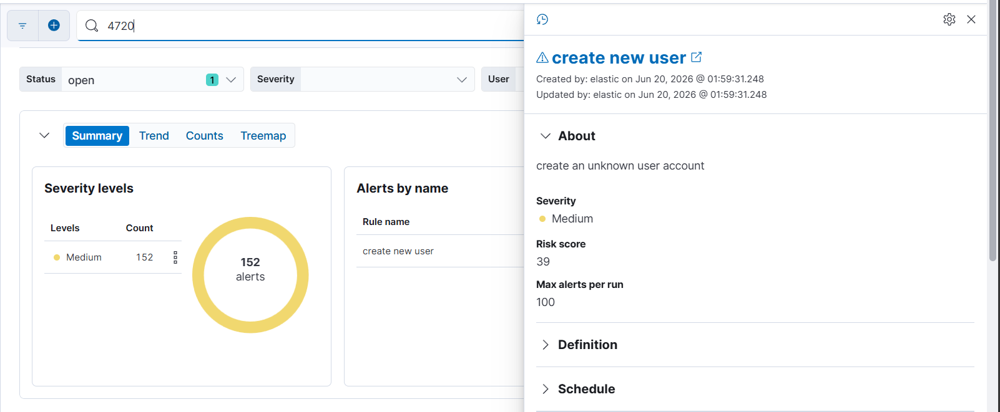 4720
Status open 1
Severity
User
Summary Trend Counts Treemap
Severity levels
Levels Count
Medium 152
152
alerts
Alerts by name
Rule name
create new user
create new user
Created by: elastic on Jun 20, 2026 @ 01:59:31.248
Updated by: elastic on Jun 20, 2026 @ 01:59:31.248
About
create an unknown user account
Severity
Medium
Risk score
39
Max alerts per run
100
Definition
Schedule